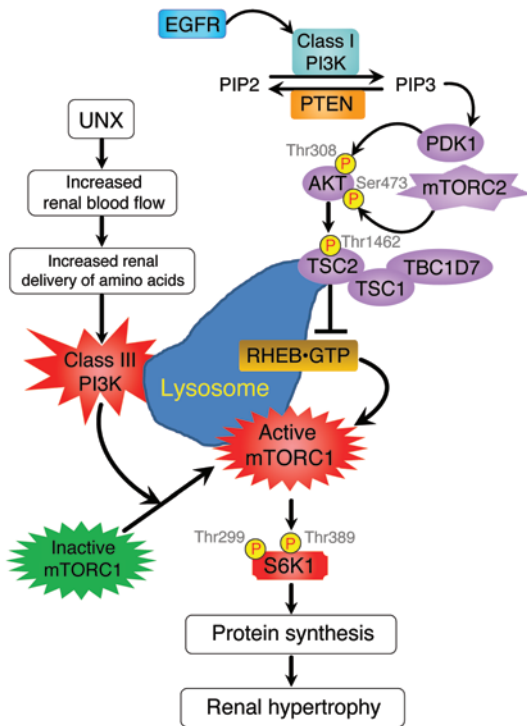 EGFR
Class I
PI3K
PIP2
PIP3
PTEN
UNX
Thr308
P
PDK1
AKT
Ser473
P
mTORC2
Increased
renal blood flow
P
Thr1462
TSC2
TBC1D7
TSC1
Increased renal
delivery of amino acids
Class III
PI3K
RHEB•GTP
Lysosome
Active
mTORC1
Inactive
mTORC1
Thr299
P
P
Thr389
S6K1
Protein synthesis
Renal hypertrophy